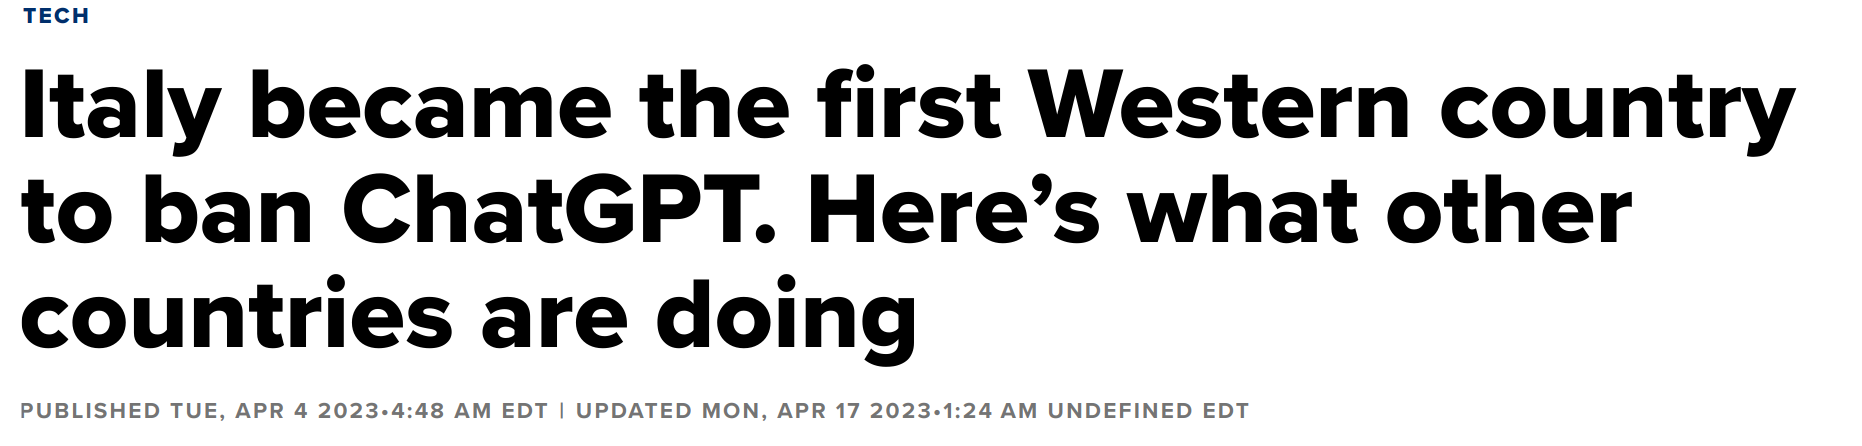 TECH
Italy became the first Western country
to ban ChatGPT. Here’s what other
countries are doing
PUBLISHED TUE, APR 4 2023•4:48 AM EDT | UPDATED MON, APR 17 2023•1:24 AM UNDEFINED EDT